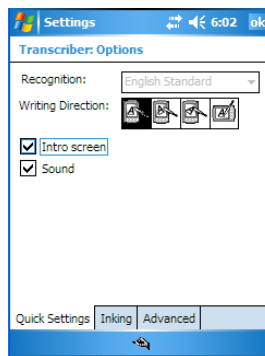 Settings 6:02 ok
Transcriber: Options
Recognition: English Standard
Writing Direction:
Intro screen
Sound
Quick Settings Inking Advanced